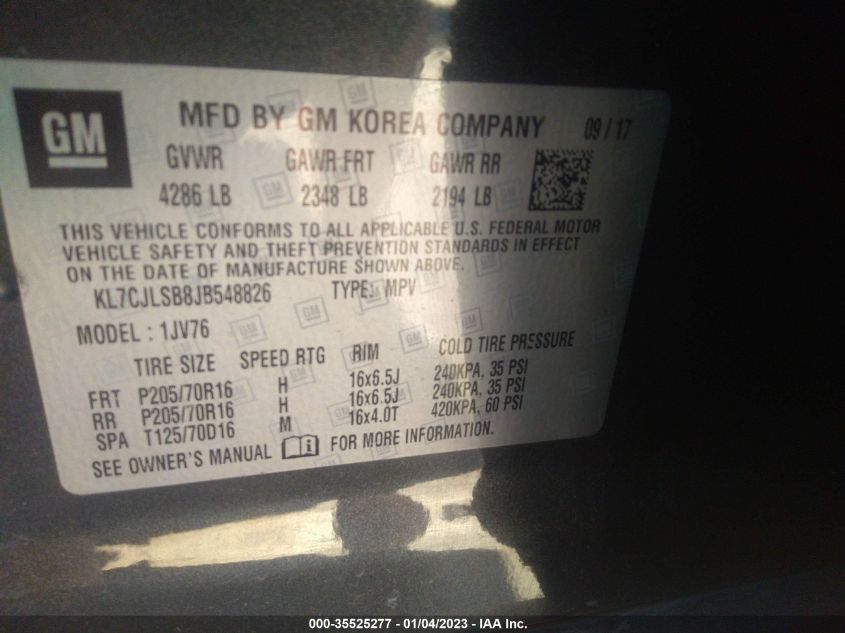 GM
MFD BY GM KOREA COMPANY 09/17
GVWR GAWR FRT GAWR RR
4286 LB 2348 LB 2194 LB
THIS VEHICLE CONFORMS TO ALL APPLICABLE U.S. FEDERAL MOTOR
VEHICLE SAFETY AND THEFT PREVENTION STANDARDS IN EFFECT
ON THE DATE OF MANUFACTURE SHOWN ABOVE.
KL7CJLSB8JB548826 TYPE: MPV
MODEL : 1JV76
TIRE SIZE SPEED RTG RIM COLD TIRE PRESSURE
FRT P205/70R16 H 16x6.5J 240KPA, 35 PSI
RR P205/70R16 H 16x6.5J 240KPA, 35 PSI
SPA T125/70D16 M 16x4.0T 420KPA, 60 PSI
SEE OWNER'S MANUAL FOR MORE INFORMATION.
000-35525277 - 01/04/2023 - IAA Inc.